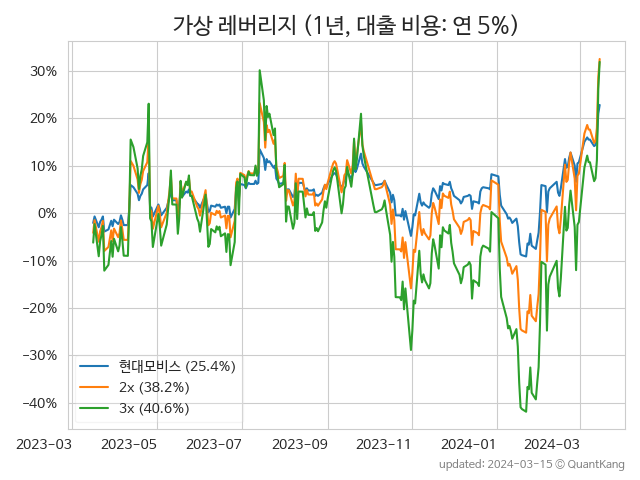 가상 레버리지 (1년, 대출 비용: 연 5%)
30%
20%
10%
0%
−10%
−20%
−30%
−40%
현대모비스 (25.4%)
2x (38.2%)
3x (40.6%)
2023-03 2023-05 2023-07 2023-09 2023-11 2024-01 2024-03
updated: 2024-03-15 © QuantKang